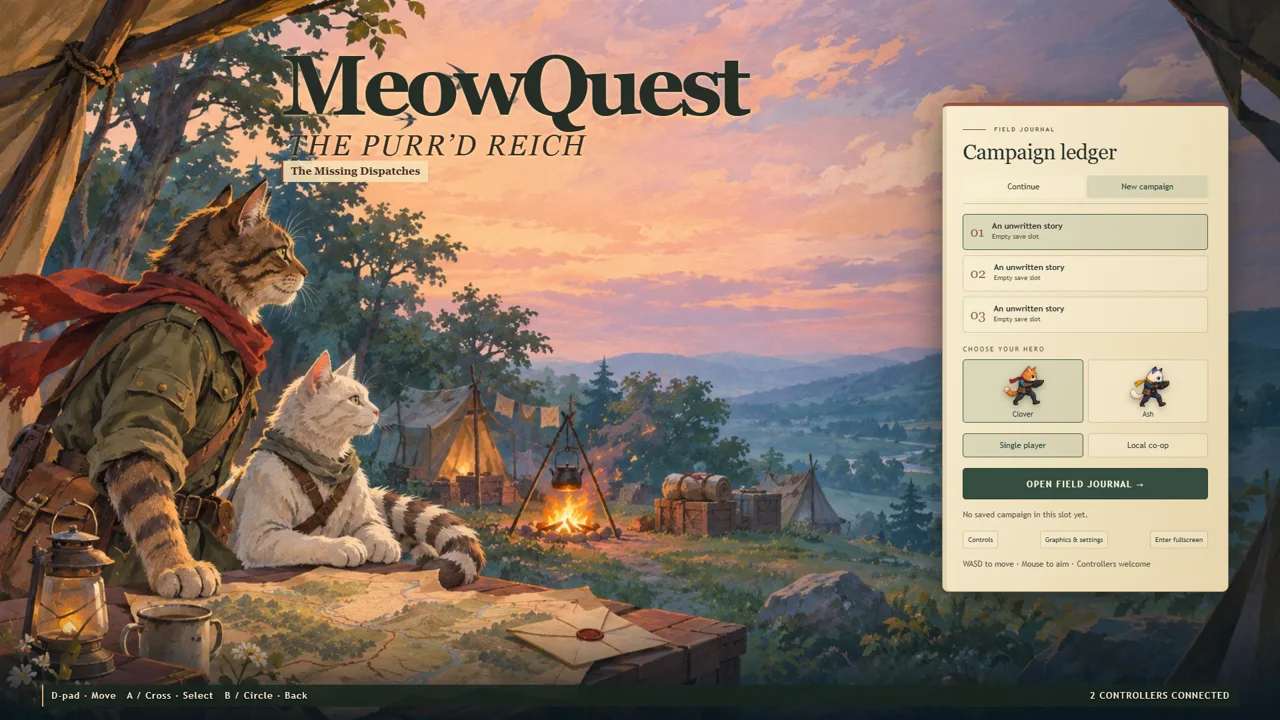 MeowQuest
THE PURR'D REICH
The Missing Dispatches
FIELD JOURNAL
Campaign ledger
Continue
New campaign
01
An unwritten story
Empty save slot
02
An unwritten story
Empty save slot
03
An unwritten story
Empty save slot
CHOOSE YOUR HERO
Clover
Ash
Single player
Local co-op
OPEN FIELD JOURNAL →
No saved campaign in this slot yet.
Controls
Graphics & settings
Enter fullscreen
WASD to move · Mouse to aim · Controllers welcome
D-pad · Move A / Cross · Select B / Circle · Back
2 CONTROLLERS CONNECTED